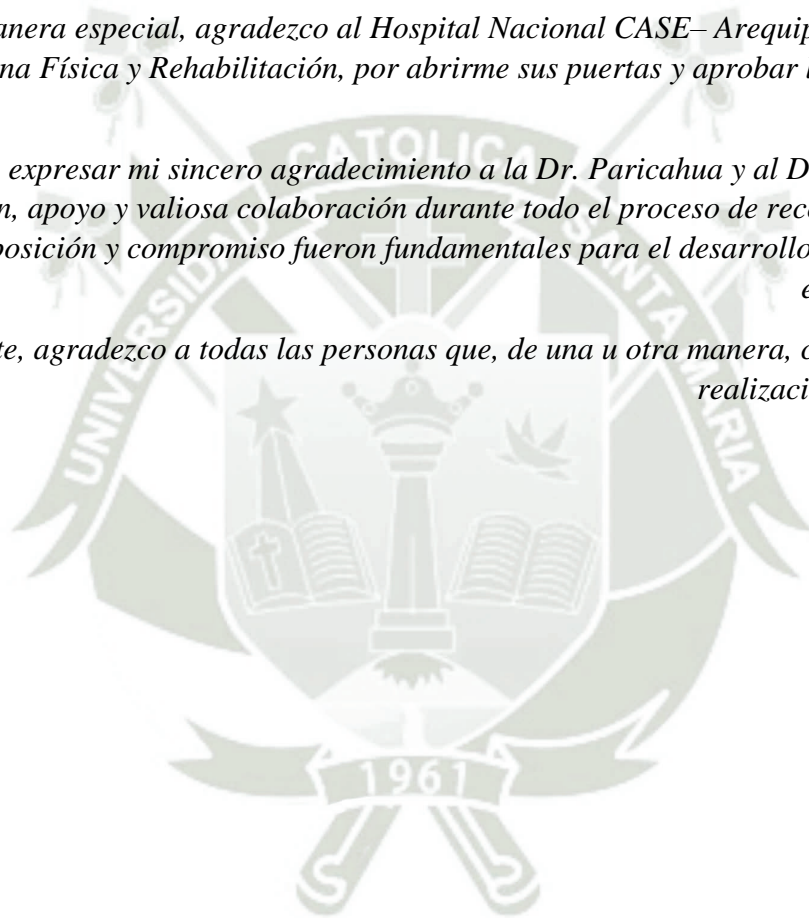 anera especial, agradezco al Hospital Nacional CASE– Arequip
na Física y Rehabilitación, por abrirme sus puertas y aprobar l
expresar mi sincero agradecimiento a la Dr. Paricahua y al D
n, apoyo y valiosa colaboración durante todo el proceso de rec
posición y compromiso fueron fundamentales para el desarrollo
e
te, agradezco a todas las personas que, de una u otra manera, c
realizaci
UNIVERSIDAD CATOLICA SANTA MARIA
1961